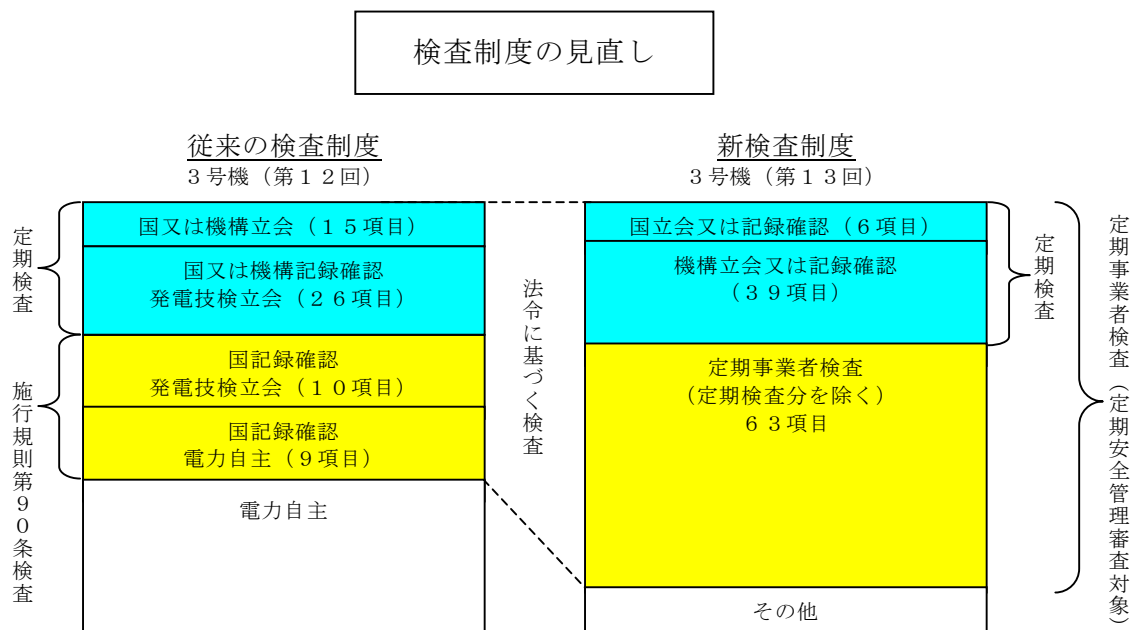 検査制度の見直し
従来の検査制度
３号機（第１２回）
新検査制度
３号機（第１３回）
定期検査
施行規則第９０条検査
国又は機構立会（１５項目）
国又は機構記録確認
発電技検立会（２６項目）
国記録確認
発電技検立会（１０項目）
国記録確認
電力自主（９項目）
電力自主
法令に基づく検査
国立会又は記録確認（６項目）
機構立会又は記録確認
（３９項目）
定期事業者検査
（定期検査分を除く）
６３項目
その他
定期検査
定期事業者検査（定期安全管理審査対象）